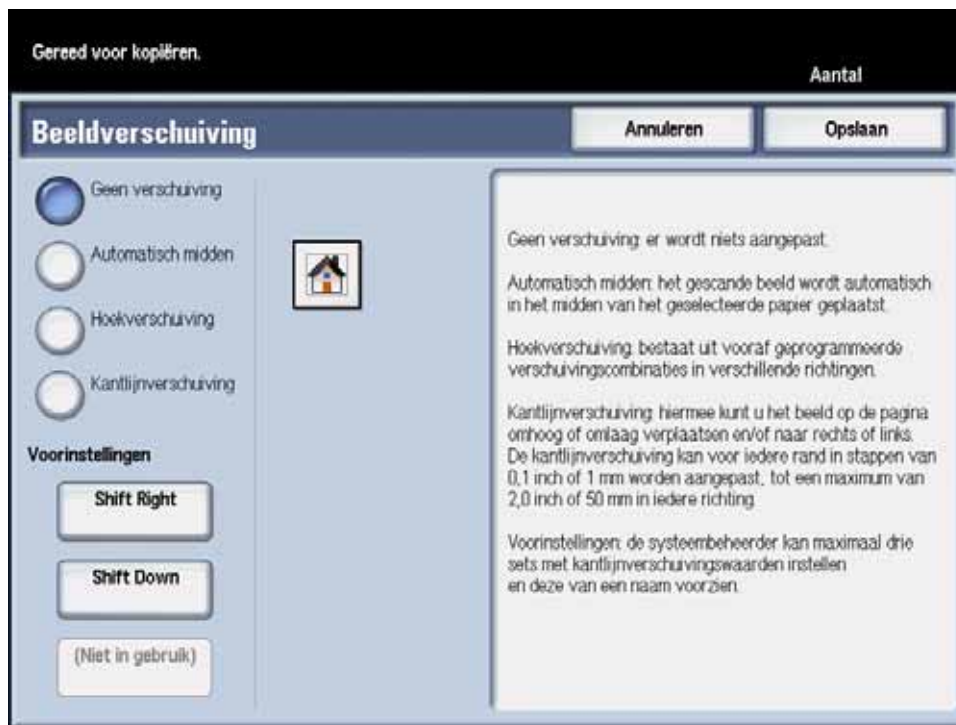 Gereed voor kopiëren.
Aantal
Beeldverschuiving
Annuleren
Opslaan
Geen verschuiving
Automatisch midden
Hoekverschuiving
Kantlijnverschuiving
Voorinstellingen
Shift Right
Shift Down
(Niet in gebruik)
Geen verschuiving: er wordt niets aangepast.
Automatisch midden: het gescande beeld wordt automatisch
in het midden van het geselecteerde papier geplaatst.
Hoekverschuiving: bestaat uit vooraf geprogrammeerde
verschuivingscombinaties in verschillende richtingen.
Kantlijnverschuiving: hiermee kunt u het beeld op de pagina
omhoog of omlaag verplaatsen en/of naar rechts of links.
De kantlijnverschuiving kan voor iedere rand in stappen van
0,1 inch of 1 mm worden aangepast, tot een maximum van
2,0 inch of 50 mm in iedere richting.
Voorinstellingen: de systeembeheerder kan maximaal drie
sets met kantlijnverschuivingswaarden instellen
en deze van een naam voorzien.